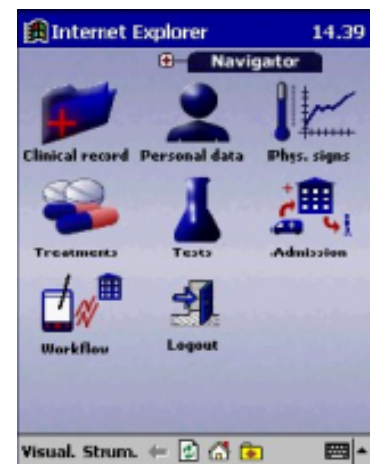 Internet Explorer 14.39
Navigator
Clinical record Personal data Phys. signs
Treatments Tests Admission
Workflow Logout
Visual. Strum.